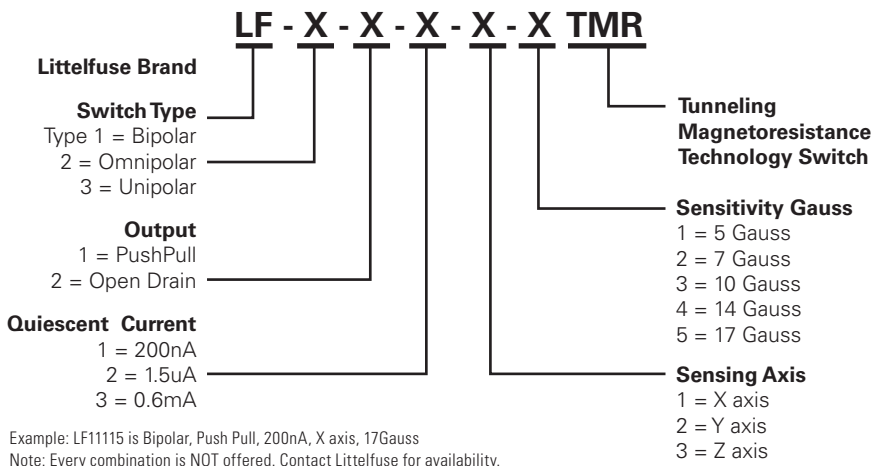 LF - X - X - X - X - X TMR
Littelfuse Brand
Switch Type
Type 1 = Bipolar
2 = Omnipolar
3 = Unipolar
Output
1 = PushPull
2 = Open Drain
Quiescent Current
1 = 200nA
2 = 1.5uA
3 = 0.6mA
Tunneling
Magnetoresistance
Technology Switch
Sensitivity Gauss
1 = 5 Gauss
2 = 7 Gauss
3 = 10 Gauss
4 = 14 Gauss
5 = 17 Gauss
Sensing Axis
1 = X axis
2 = Y axis
3 = Z axis
Example: LF11115 is Bipolar, Push Pull, 200nA, X axis, 17Gauss
Note: Every combination is NOT offered. Contact Littelfuse for availability.